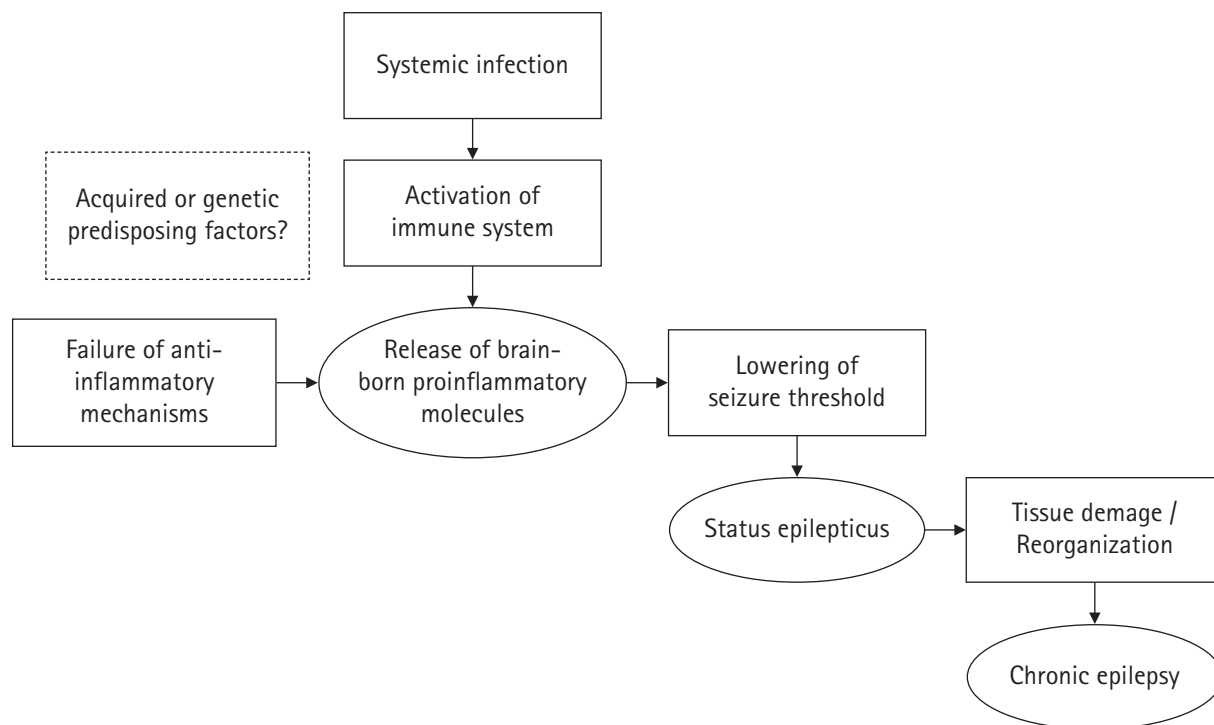 Systemic infection
Acquired or genetic
predisposing factors?
Activation of
immune system
Failure of anti-
inflammatory
mechanisms
Release of brain-
born proinflammatory
molecules
Lowering of
seizure threshold
Status epilepticus
Tissue demage /
Reorganization
Chronic epilepsy